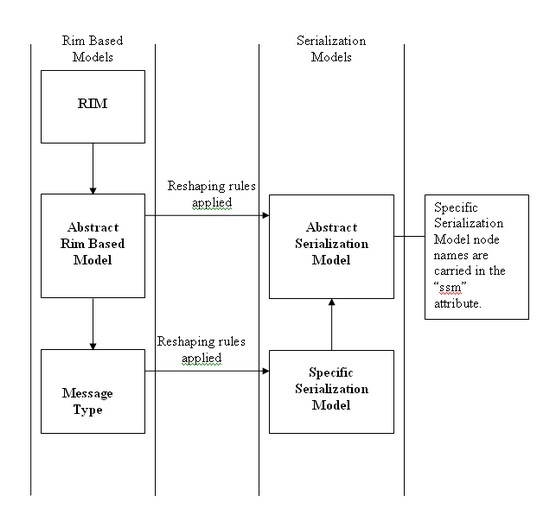 Rim Based
Models
Serialization
Models
RIM
Reshaping rules
applied
Abstract
Rim Based
Model
Abstract
Serialization
Model
Specific
Serialization
Model node
names are
carried in the
“ssm”
attribute.
Reshaping rules
applied
Message
Type
Specific
Serialization
Model